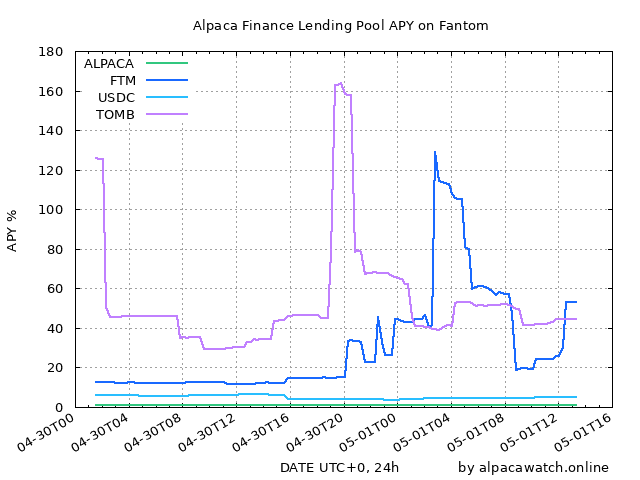 Alpaca Finance Lending Pool APY on Fantom
ALPACA
FTM
USDC
TOMB
APY %
180
160
140
120
100
80
60
40
20
0
04-30T00
04-30T04
04-30T08
04-30T12
04-30T16
04-30T20
05-01T00
05-01T04
05-01T08
05-01T12
05-01T16
DATE UTC+0, 24h
by alpacawatch.online